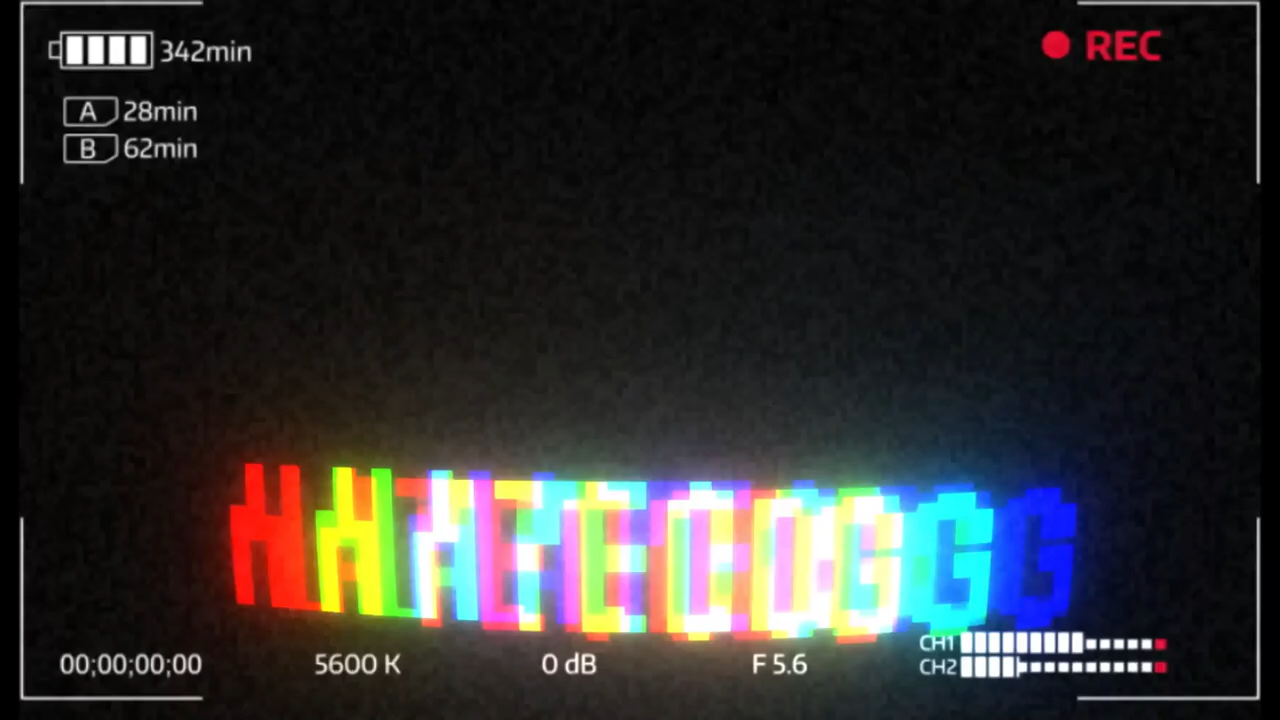 342min
REC
A 28min
B 62min
00;00;00;00
5600 K
0 dB
F 5.6
CH1
CH2